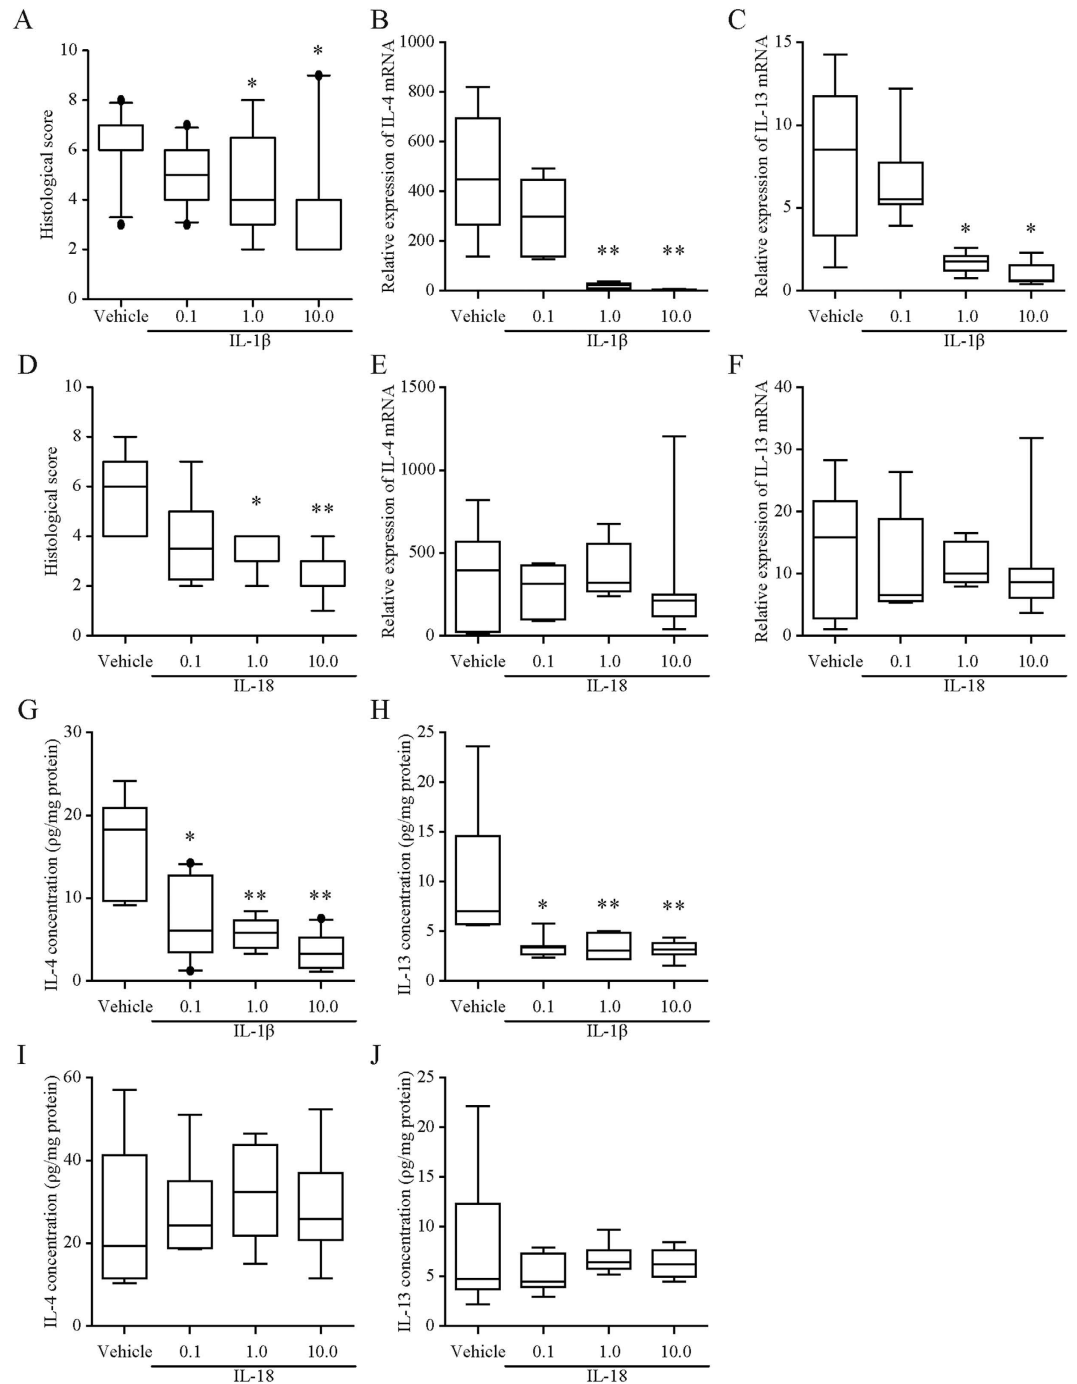 A
Histological score
10
8
6
4
2
0
*
*
Vehicle 0.1 1.0 10.0
IL-1β
B
Relative expression of IL-4 mRNA
1000
800
600
400
200
0
** **
Vehicle 0.1 1.0 10.0
IL-1β
C
Relative expression of IL-13 mRNA
15
10
5
0
* *
Vehicle 0.1 1.0 10.0
IL-1β
D
Histological score
10
8
6
4
2
0
*
**
Vehicle 0.1 1.0 10.0
IL-18
E
Relative expression of IL-4 mRNA
1500
1000
500
0
Vehicle 0.1 1.0 10.0
IL-18
F
Relative expression of IL-13 mRNA
40
30
20
10
0
Vehicle 0.1 1.0 10.0
IL-18
G
IL-4 concentration (ρg/mg protein)
30
20
10
0
*
** **
Vehicle 0.1 1.0 10.0
IL-1β
H
IL-13 concentration (ρg/mg protein)
25
20
15
10
5
0
* ** **
Vehicle 0.1 1.0 10.0
IL-1β
I
IL-4 concentration (ρg/mg protein)
60
40
20
0
Vehicle 0.1 1.0 10.0
IL-18
J
IL-13 concentration (ρg/mg protein)
25
20
15
10
5
0
Vehicle 0.1 1.0 10.0
IL-18